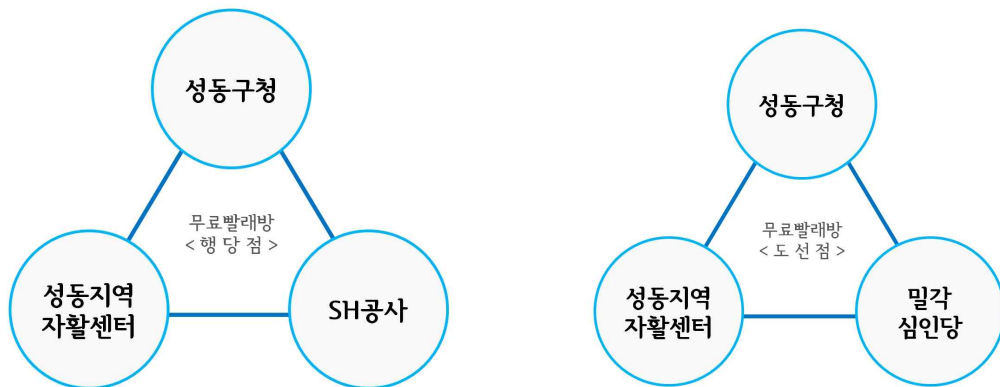 성동구청
무료빨래방
< 행 당 점 >
성동지역
자활센터
SH공사
성동구청
무료빨래방
< 도 선 점 >
성동지역
자활센터
밀각
심인당